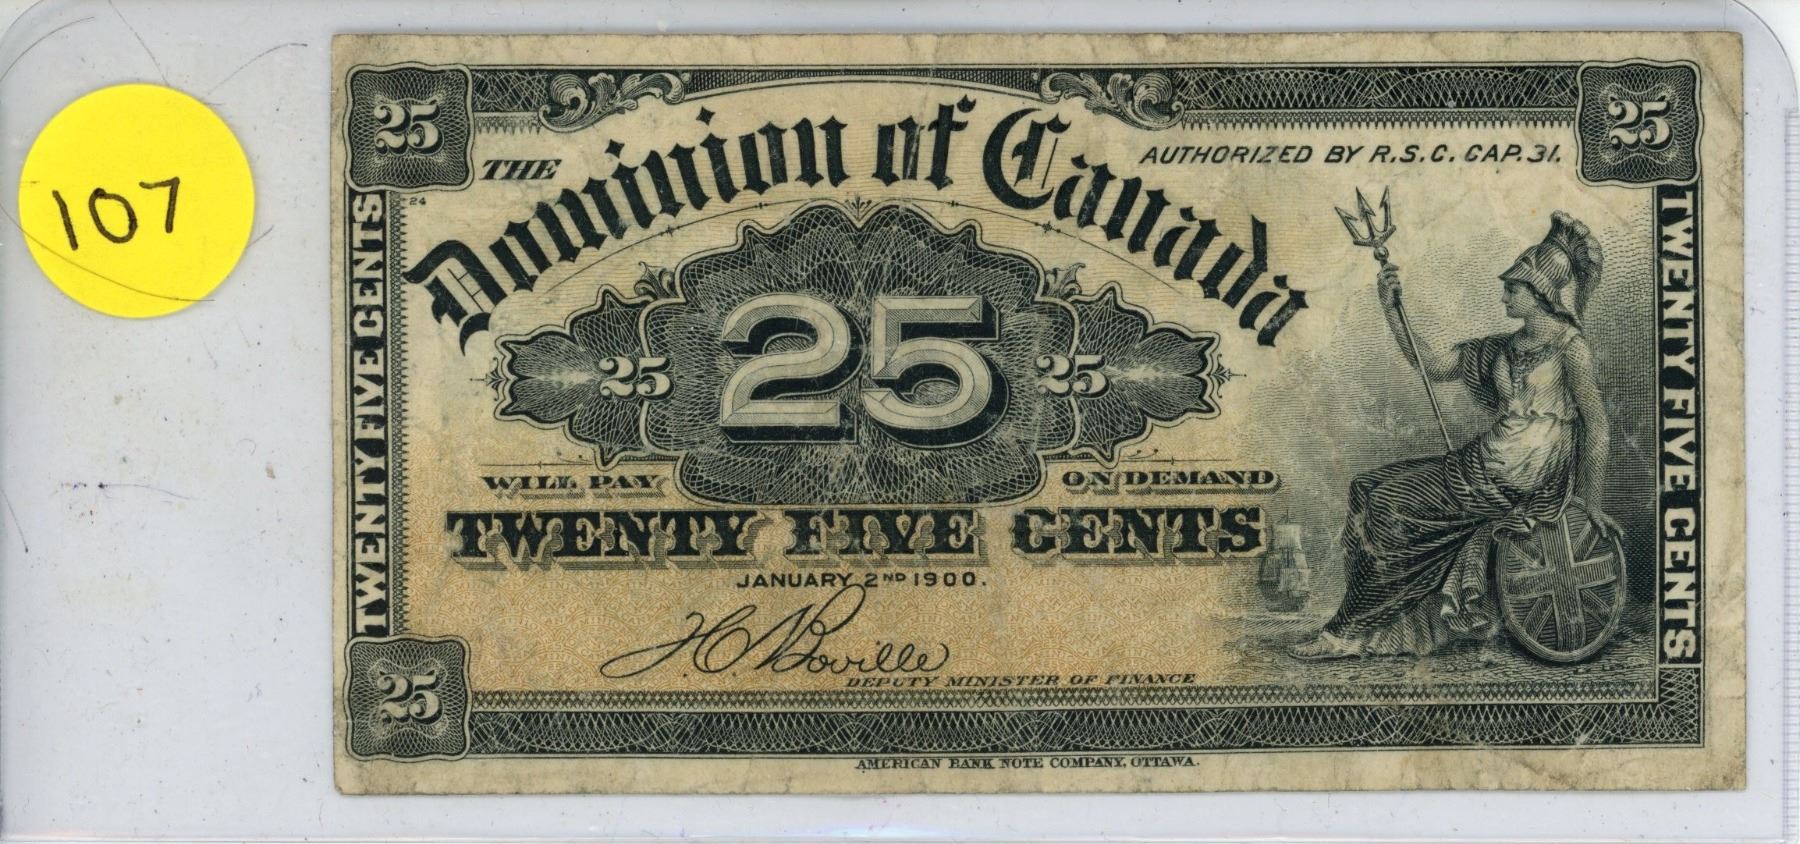 107
25
25
THE
Dominion of Canada
AUTHORIZED BY R.S.C. CAP. 31.
24
TWENTY FIVE CENTS
TWENTY FIVE CENTS
25
25
25
WILL PAY
ON DEMAND
TWENTY FIVE CENTS
JANUARY 2ND 1900.
J.C. Boville
DEPUTY MINISTER OF FINANCE
25
AMERICAN BANK NOTE COMPANY, OTTAWA.